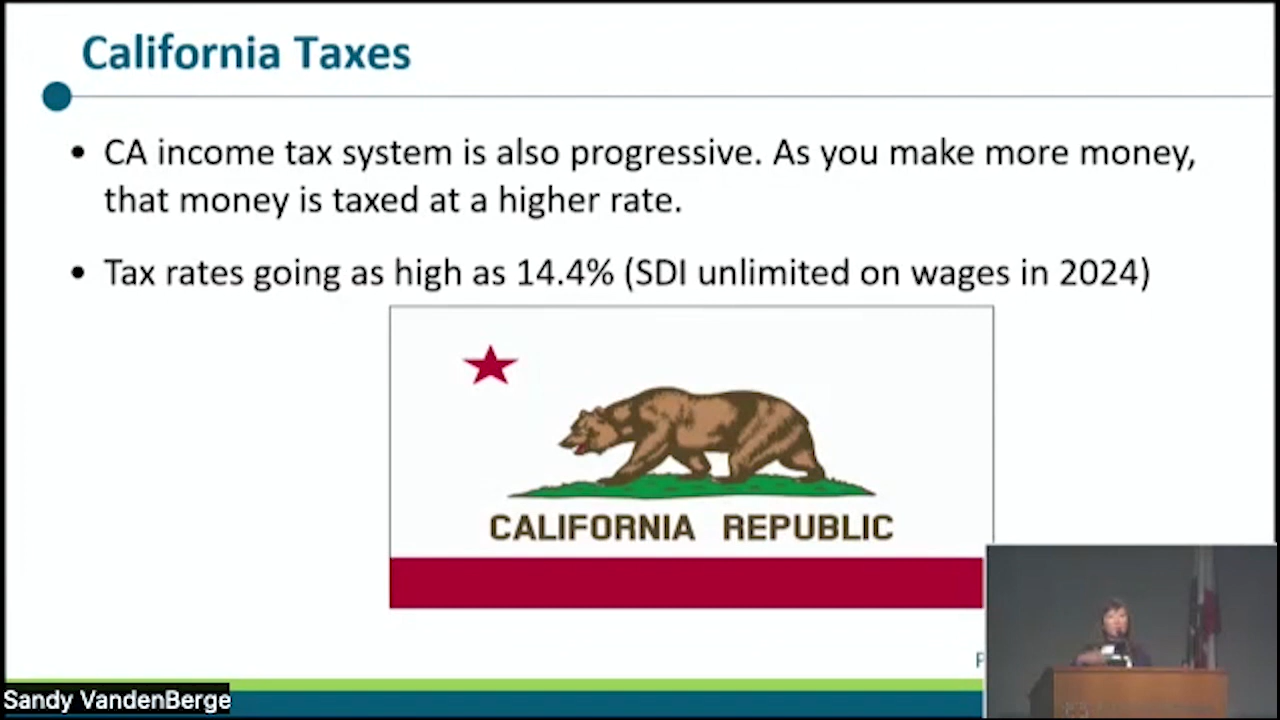 California Taxes
• CA income tax system is also progressive. As you make more money,
that money is taxed at a higher rate.
• Tax rates going as high as 14.4% (SDI unlimited on wages in 2024)
CALIFORNIA REPUBLIC
Sandy VandenBerge